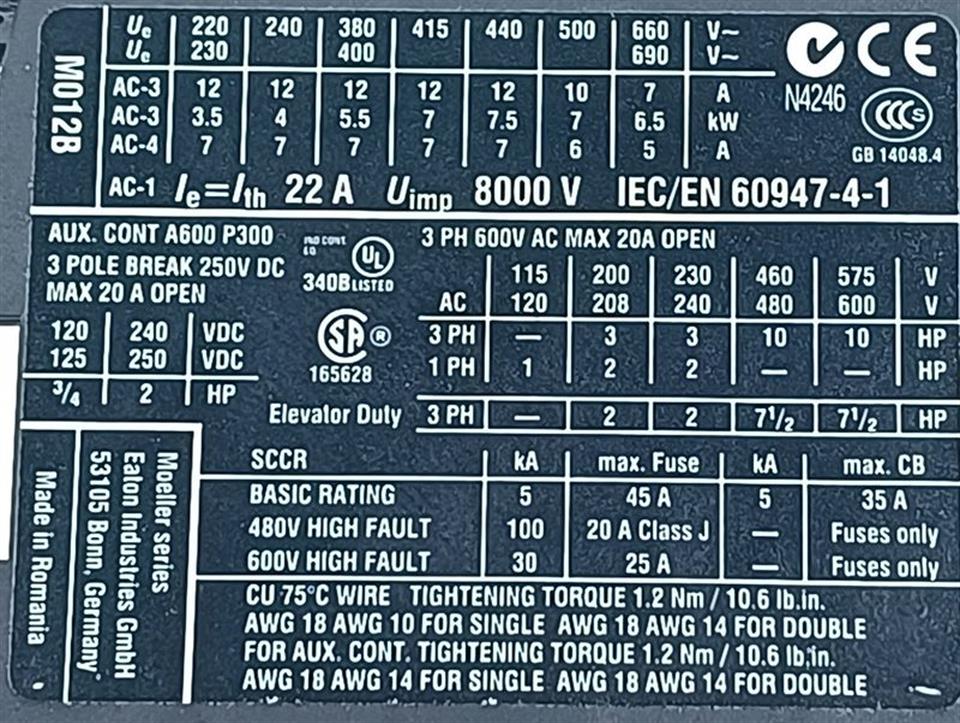 M012B
Ue 220 240 380 415 440 500 660 V~
Ue 230 400 690 V~
AC-3 12 12 12 12 12 10 7 A
AC-3 3.5 4 5.5 7 7.5 7 6.5 kW
AC-4 7 7 7 7 7 6 5 A
AC-1 Ie=Ith 22 A Uimp 8000 V IEC/EN 60947-4-1
CE
N4246
CCC S
GB 14048.4
AUX. CONT A600 P300
3 POLE BREAK 250V DC
MAX 20 A OPEN
120 240 VDC
125 250 VDC
3/4 2 HP
IND CONT.
EQ
UL
340B LISTED
SA ®
165628
3 PH 600V AC MAX 20A OPEN
115 200 230 460 575 V
AC 120 208 240 480 600 V
3 PH — 3 3 10 10 HP
1 PH 1 2 2 — — HP
Elevator Duty 3 PH — 2 2 7 1/2 7 1/2 HP
SCCR kA max. Fuse kA max. CB
BASIC RATING 5 45 A 5 35 A
480V HIGH FAULT 100 20 A Class J — Fuses only
600V HIGH FAULT 30 25 A — Fuses only
CU 75°C WIRE TIGHTENING TORQUE 1.2 Nm / 10.6 lb.in.
AWG 18 AWG 10 FOR SINGLE AWG 18 AWG 14 FOR DOUBLE
FOR AUX. CONT. TIGHTENING TORQUE 1.2 Nm / 10.6 lb.in.
AWG 18 AWG 14 FOR SINGLE AWG 18 AWG 14 FOR DOUBLE
Moeller series
Eaton Industries GmbH
53105 Bonn, Germany
Made in Romania